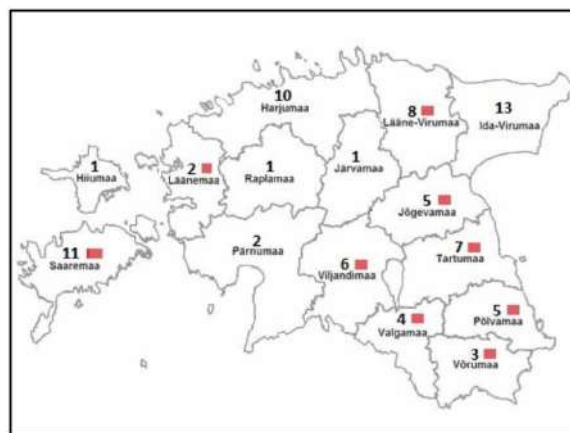 10
Harjumaa
8
Lääne-Virumaa
13
Ida-Virumaa
1
Hiiumaa
2
Läänemaa
1
Raplamaa
1
Järvamaa
5
Jõgevamaa
11
Saaremaa
2
Pärnumaa
6
Viljandimaa
7
Tartumaa
4
Valgamaa
5
Põlvamaa
3
Võrumaa